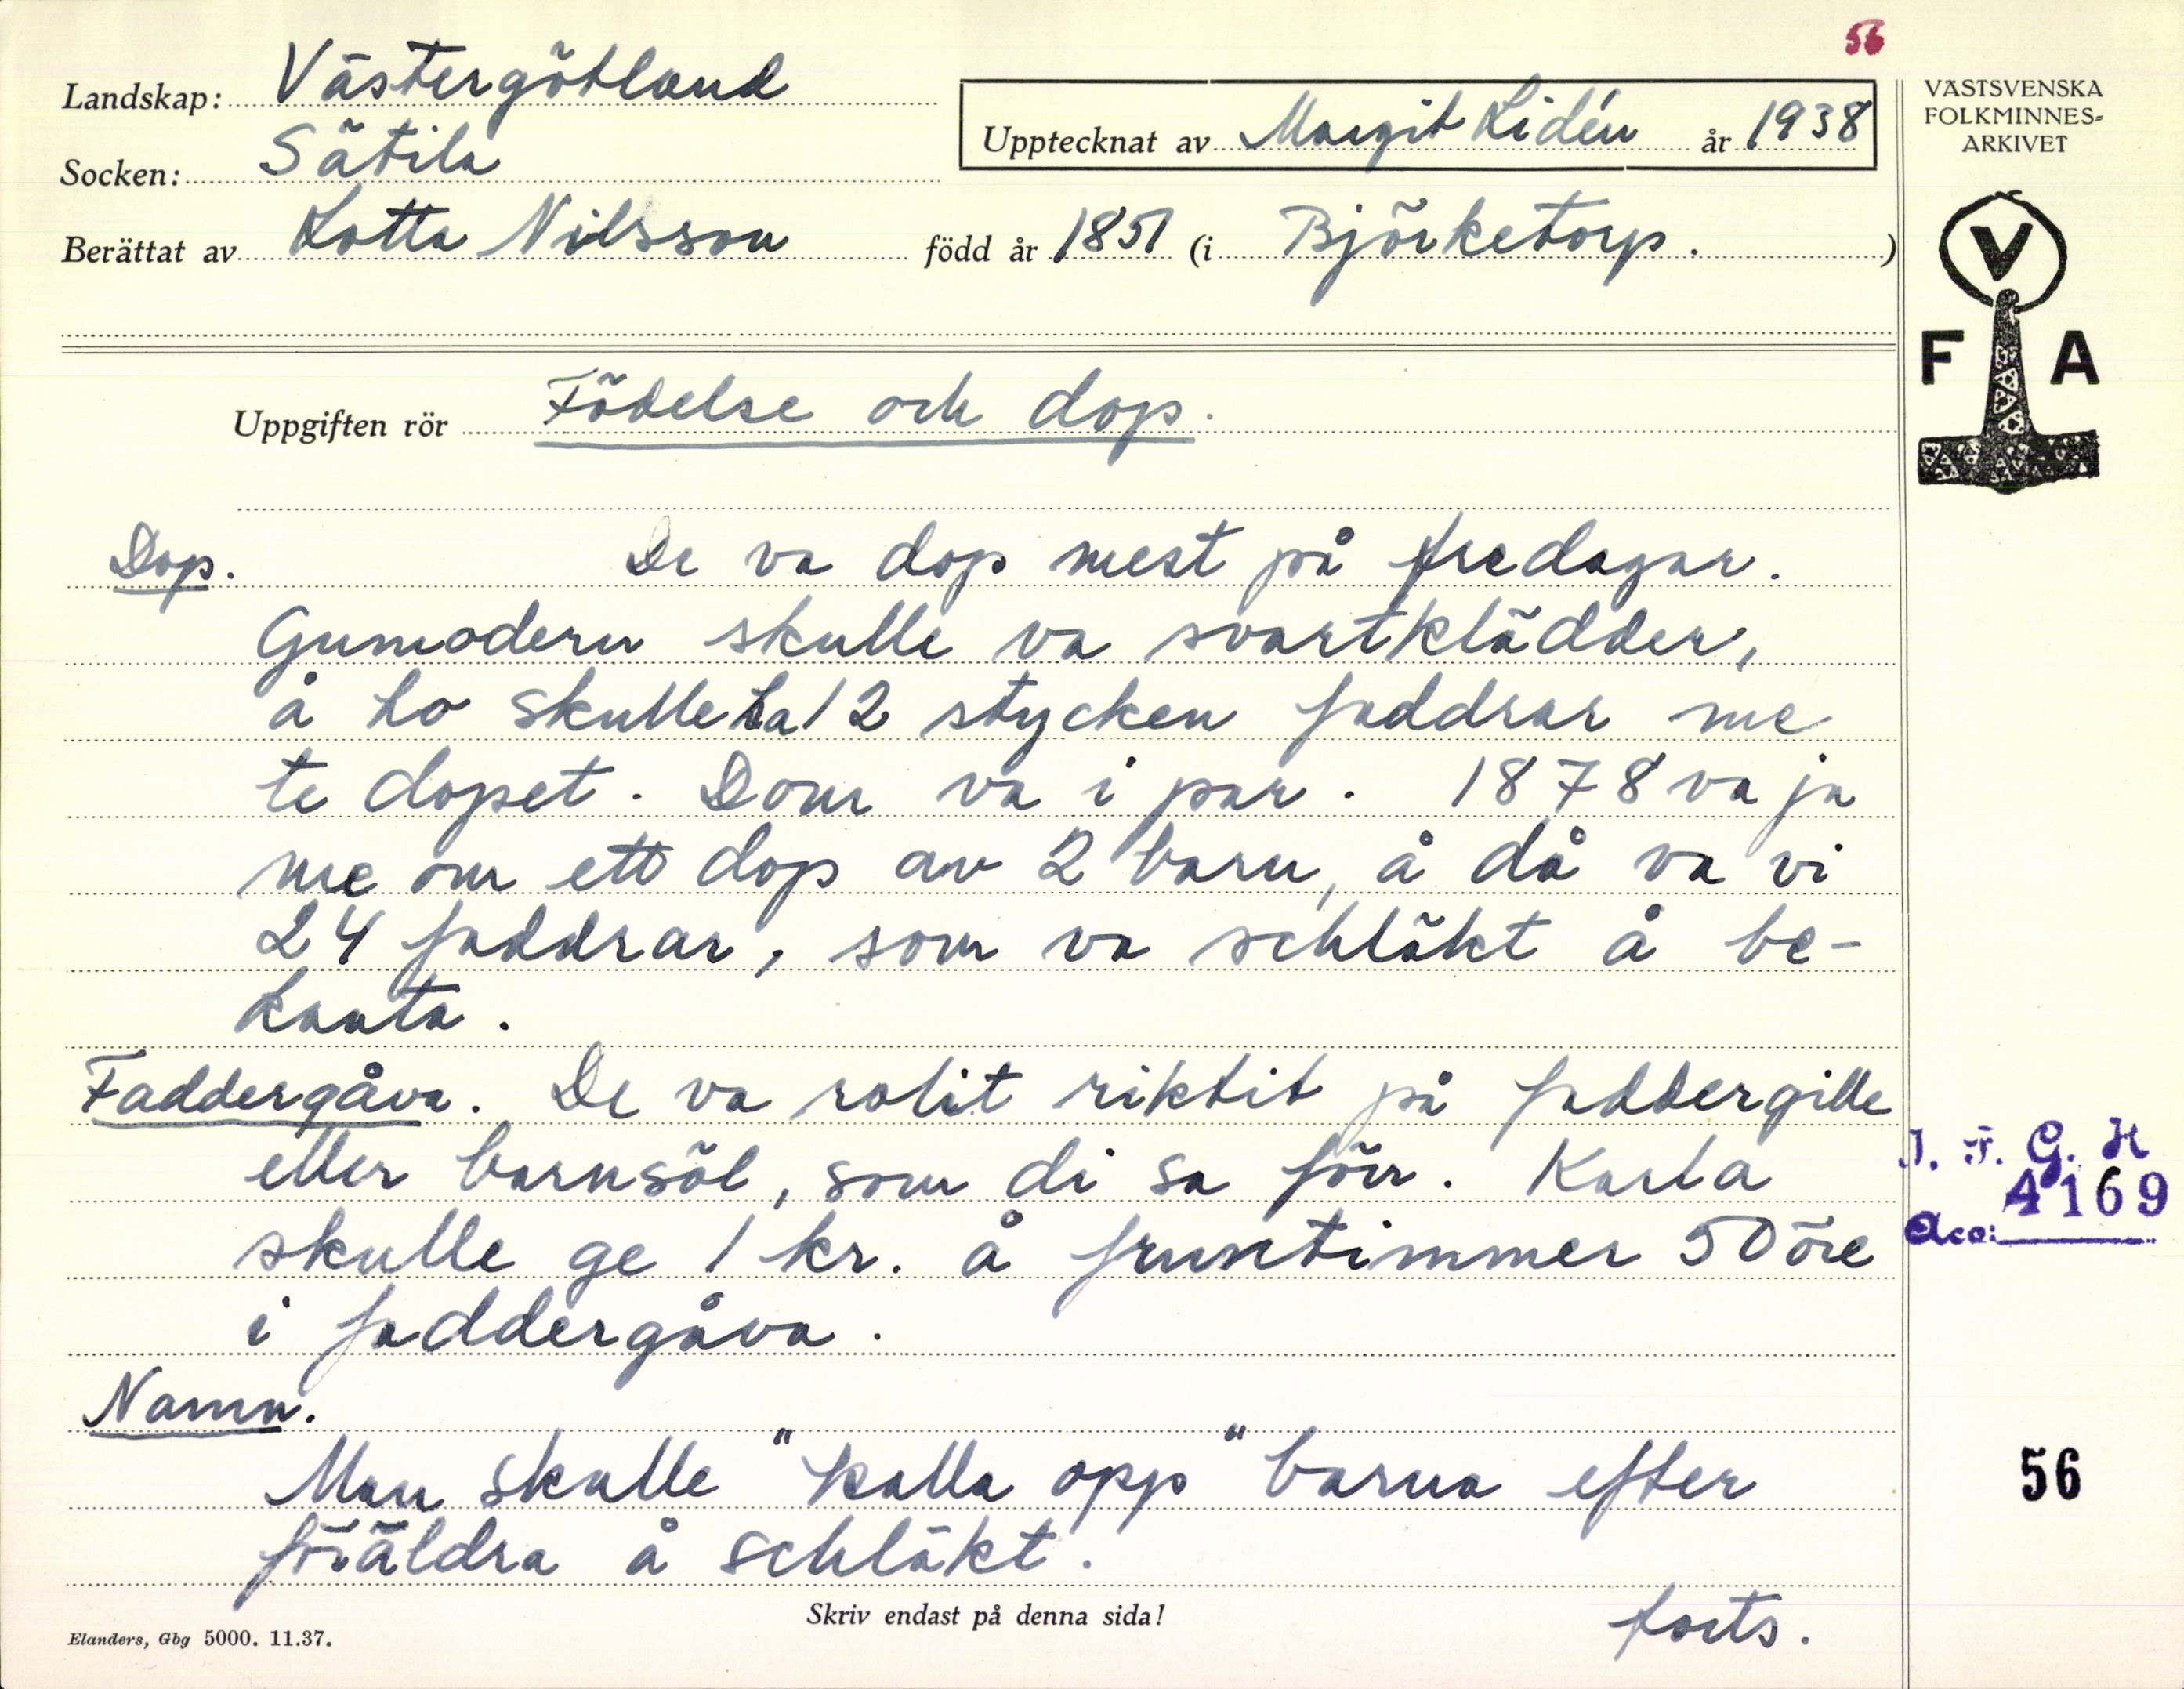 56
Landskap: Västergötland
Upptecknat av Margit Lidén år 1938
Socken: Sätila
Berättat av Lotta Nilsson född år 1851 (i Björketorp. )
VÄSTSVENSKA
FOLKMINNES-
ARKIVET
V
F A
Uppgiften rör Födelse och dop.
Dop. De va dop mest på fredagar.
Gumodern skulle va svartklädder,
å ho skulle ha 12 stycken faddrar me
te dopet. Dom va i par. 1878 va ja
me om ett dop av 2 barn, å då va vi
24 faddrar, som va schläkt å be-
kanta.
Faddergåva. De va rolit riktit på faddergille
eller barnsöl, som di sa förr. Karla
skulle ge 1 kr. å fruntimmer 50 öre
i faddergåva.
I. F. G. H
4169
Acc:
Namn.
Man skulle "kalla opp" barna efter
föräldra å schläkt.
56
forts.
Skriv endast på denna sida!
Elanders, Gbg 5000. 11.37.